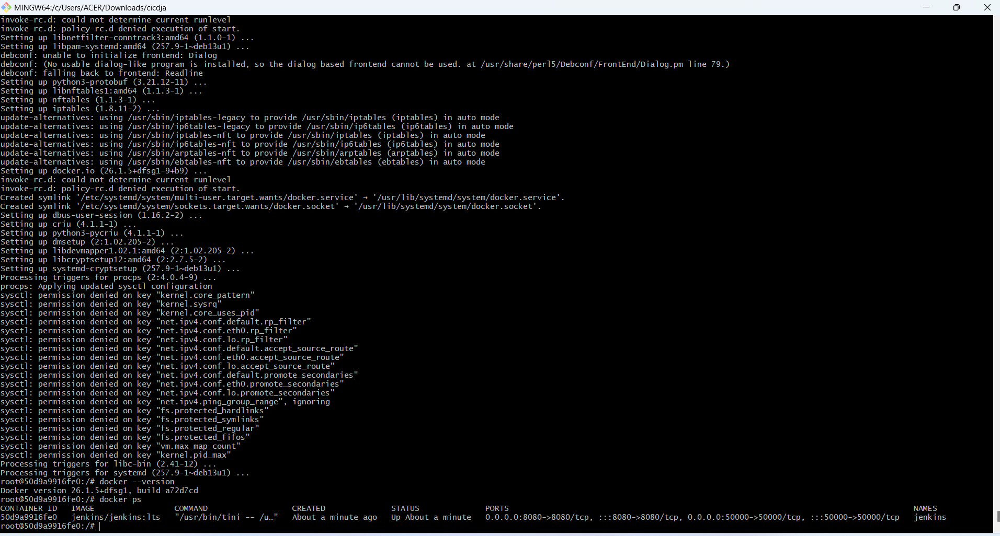 MINGW64:/c/Users/ACER/Downloads/cicdja
invoke-rc.d: could not determine current runlevel
invoke-rc.d: policy-rc.d denied execution of start.
Setting up libnetfilter-conntrack3:amd64 (1.1.0-1) ...
Setting up libpam-systemd:amd64 (257.9-1~deb13u1) ...
debconf: unable to initialize frontend: Dialog
debconf: (No usable dialog-like program is installed, so the dialog based frontend cannot be used. at /usr/share/perl5/Debconf/FrontEnd/Dialog.pm line 79.)
debconf: falling back to frontend: Readline
Setting up python3-protobuf (3.21.12-11) ...
Setting up libnftables1:amd64 (1.1.3-1) ...
Setting up nftables (1.1.3-1) ...
Setting up iptables (1.8.11-2) ...
update-alternatives: using /usr/sbin/iptables-legacy to provide /usr/sbin/iptables (iptables) in auto mode
update-alternatives: using /usr/sbin/ip6tables-legacy to provide /usr/sbin/ip6tables (ip6tables) in auto mode
update-alternatives: using /usr/sbin/iptables-nft to provide /usr/sbin/iptables (iptables) in auto mode
update-alternatives: using /usr/sbin/ip6tables-nft to provide /usr/sbin/ip6tables (ip6tables) in auto mode
update-alternatives: using /usr/sbin/arptables-nft to provide /usr/sbin/arptables (arptables) in auto mode
update-alternatives: using /usr/sbin/ebtables-nft to provide /usr/sbin/ebtables (ebtables) in auto mode
Setting up docker.io (26.1.5+dfsg1-9+b9) ...
invoke-rc.d: could not determine current runlevel
invoke-rc.d: policy-rc.d denied execution of start.
Created symlink '/etc/systemd/system/multi-user.target.wants/docker.service' → '/usr/lib/systemd/system/docker.service'.
Created symlink '/etc/systemd/system/sockets.target.wants/docker.socket' → '/usr/lib/systemd/system/docker.socket'.
Setting up dbus-user-session (1.16.2-2) ...
Setting up criu (4.1.1-1) ...
Setting up python3-pycriu (4.1.1-1) ...
Setting up dmsetup (2:1.02.205-2) ...
Setting up libdevmapper1.02.1:amd64 (2:1.02.205-2) ...
Setting up libcryptsetup12:amd64 (2:2.7.5-2) ...
Setting up systemd-cryptsetup (257.9-1~deb13u1) ...
Processing triggers for procps (2:4.0.4-9) ...
procps: Applying updated sysctl configuration
sysctl: permission denied on key "kernel.core_pattern"
sysctl: permission denied on key "kernel.sysrq"
sysctl: permission denied on key "kernel.core_uses_pid"
sysctl: permission denied on key "net.ipv4.conf.default.rp_filter"
sysctl: permission denied on key "net.ipv4.conf.eth0.rp_filter"
sysctl: permission denied on key "net.ipv4.conf.lo.rp_filter"
sysctl: permission denied on key "net.ipv4.conf.default.accept_source_route"
sysctl: permission denied on key "net.ipv4.conf.eth0.accept_source_route"
sysctl: permission denied on key "net.ipv4.conf.lo.accept_source_route"
sysctl: permission denied on key "net.ipv4.conf.default.promote_secondaries"
sysctl: permission denied on key "net.ipv4.conf.eth0.promote_secondaries"
sysctl: permission denied on key "net.ipv4.conf.lo.promote_secondaries"
sysctl: permission denied on key "net.ipv4.ping_group_range", ignoring
sysctl: permission denied on key "fs.protected_hardlinks"
sysctl: permission denied on key "fs.protected_symlinks"
sysctl: permission denied on key "fs.protected_regular"
sysctl: permission denied on key "fs.protected_fifos"
sysctl: permission denied on key "vm.max_map_count"
sysctl: permission denied on key "kernel.pid_max"
Processing triggers for libc-bin (2.41-12) ...
Processing triggers for systemd (257.9-1~deb13u1) ...
root@50d9a9916fe0:/# docker --version
Docker version 26.1.5+dfsg1, build a72d7cd
root@50d9a9916fe0:/# docker ps
CONTAINER ID   IMAGE                 COMMAND                  CREATED              STATUS              PORTS                                                                                      NAMES
50d9a9916fe0   jenkins/jenkins:lts   "/usr/bin/tini -- /u…"   About a minute ago   Up About a minute   0.0.0.0:8080->8080/tcp, :::8080->8080/tcp, 0.0.0.0:50000->50000/tcp, :::50000->50000/tcp   jenkins
root@50d9a9916fe0:/#